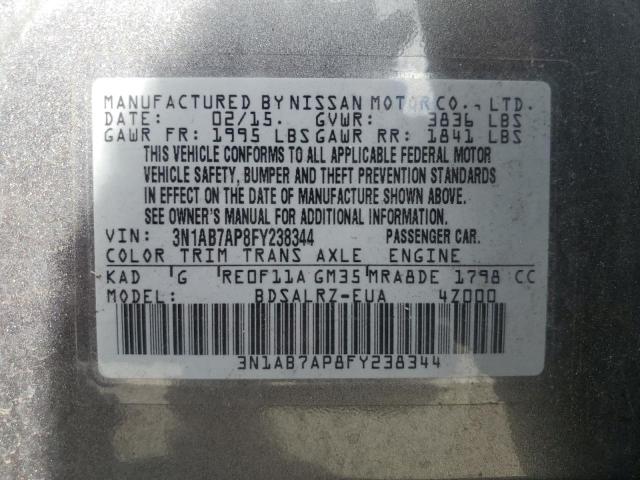 MANUFACTURED BY NISSAN MOTOR CO., LTD.
DATE: 02/15. GVWR: 3836 LBS
GAWR FR: 1995 LBS GAWR RR: 1841 LBS
THIS VEHICLE CONFORMS TO ALL APPLICABLE FEDERAL MOTOR
VEHICLE SAFETY, BUMPER AND THEFT PREVENTION STANDARDS
IN EFFECT ON THE DATE OF MANUFACTURE SHOWN ABOVE.
SEE OWNER'S MANUAL FOR ADDITIONAL INFORMATION.
VIN: 3N1AB7AP8FY238344 PASSENGER CAR.
COLOR TRIM TRANS AXLE ENGINE
KAD G RE0F11A GM35 MRA8DE 1798 CC
MODEL: BDSALRZ-EUA 4Z000
3N1AB7AP8FY238344